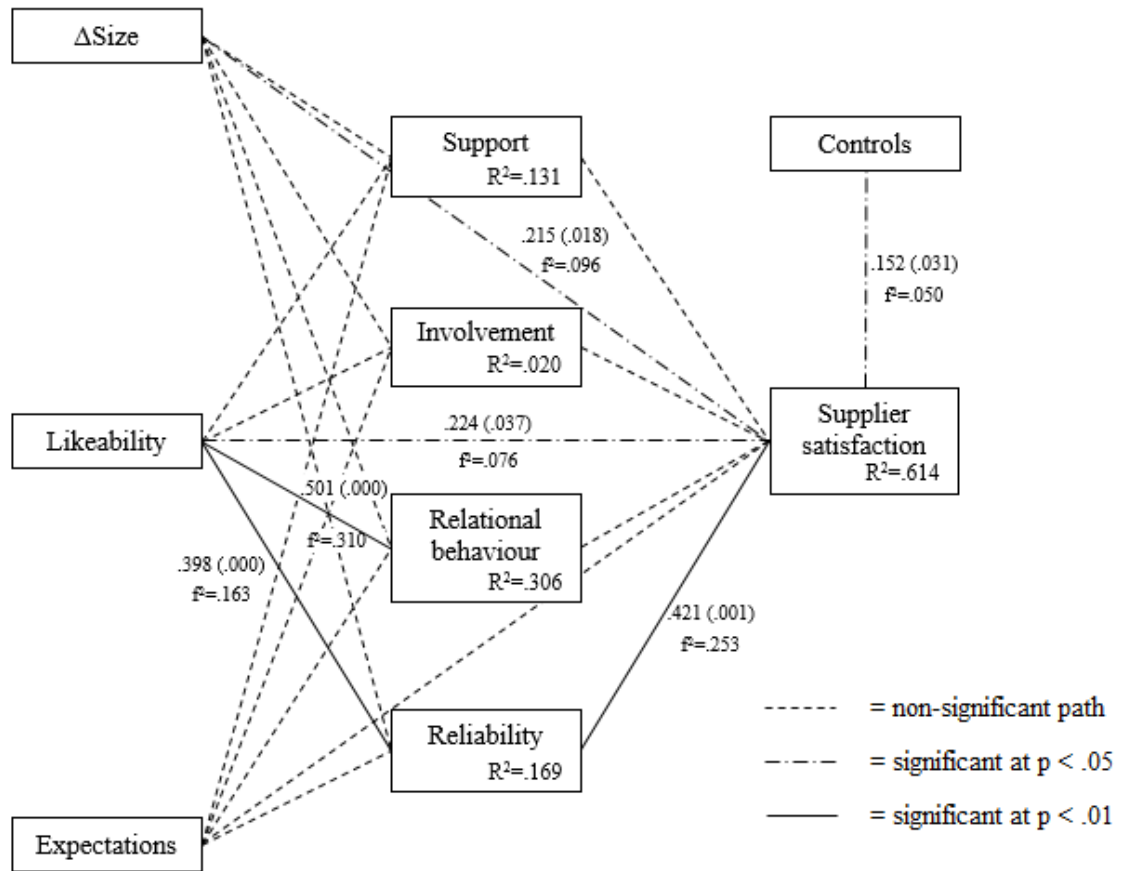 ΔSize
Support
R²=.131
Controls
.215 (.018)
f²=.096
.152 (.031)
f²=.050
Involvement
R²=.020
Likeability
.224 (.037)
f²=.076
Supplier
satisfaction
R²=.614
.501 (.000)
f²=.310
Relational
behaviour
R²=.306
.398 (.000)
f²=.163
.421 (.001)
f²=.253
Reliability
R²=.169
Expectations
= non-significant path
= significant at p < .05
= significant at p < .01